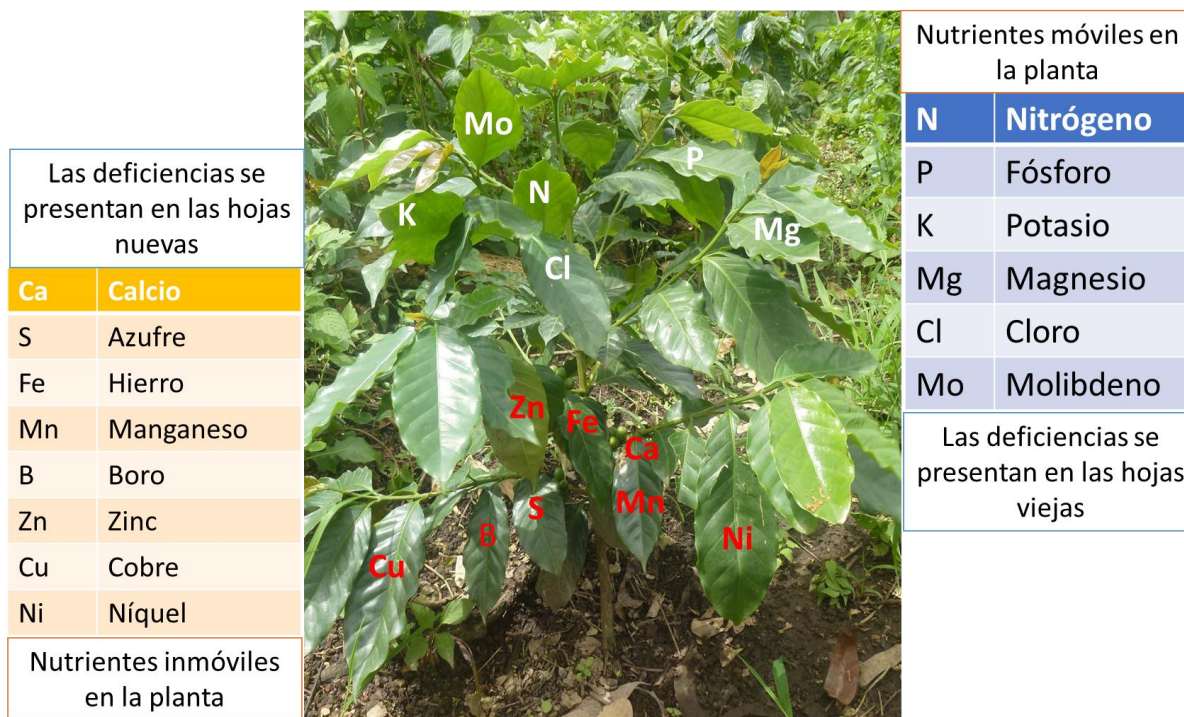 Las deficiencias se
presentan en las hojas
nuevas
Ca Calcio
S Azufre
Fe Hierro
Mn Manganeso
B Boro
Zn Zinc
Cu Cobre
Ni Níquel
Nutrientes inmóviles
en la planta
Mo
P
N
K
Mg
Cl
Zn
Fe
Ca
Mn
S
B
Ni
Cu
Nutrientes móviles en
la planta
N Nitrógeno
P Fósforo
K Potasio
Mg Magnesio
Cl Cloro
Mo Molibdeno
Las deficiencias se
presentan en las hojas
viejas